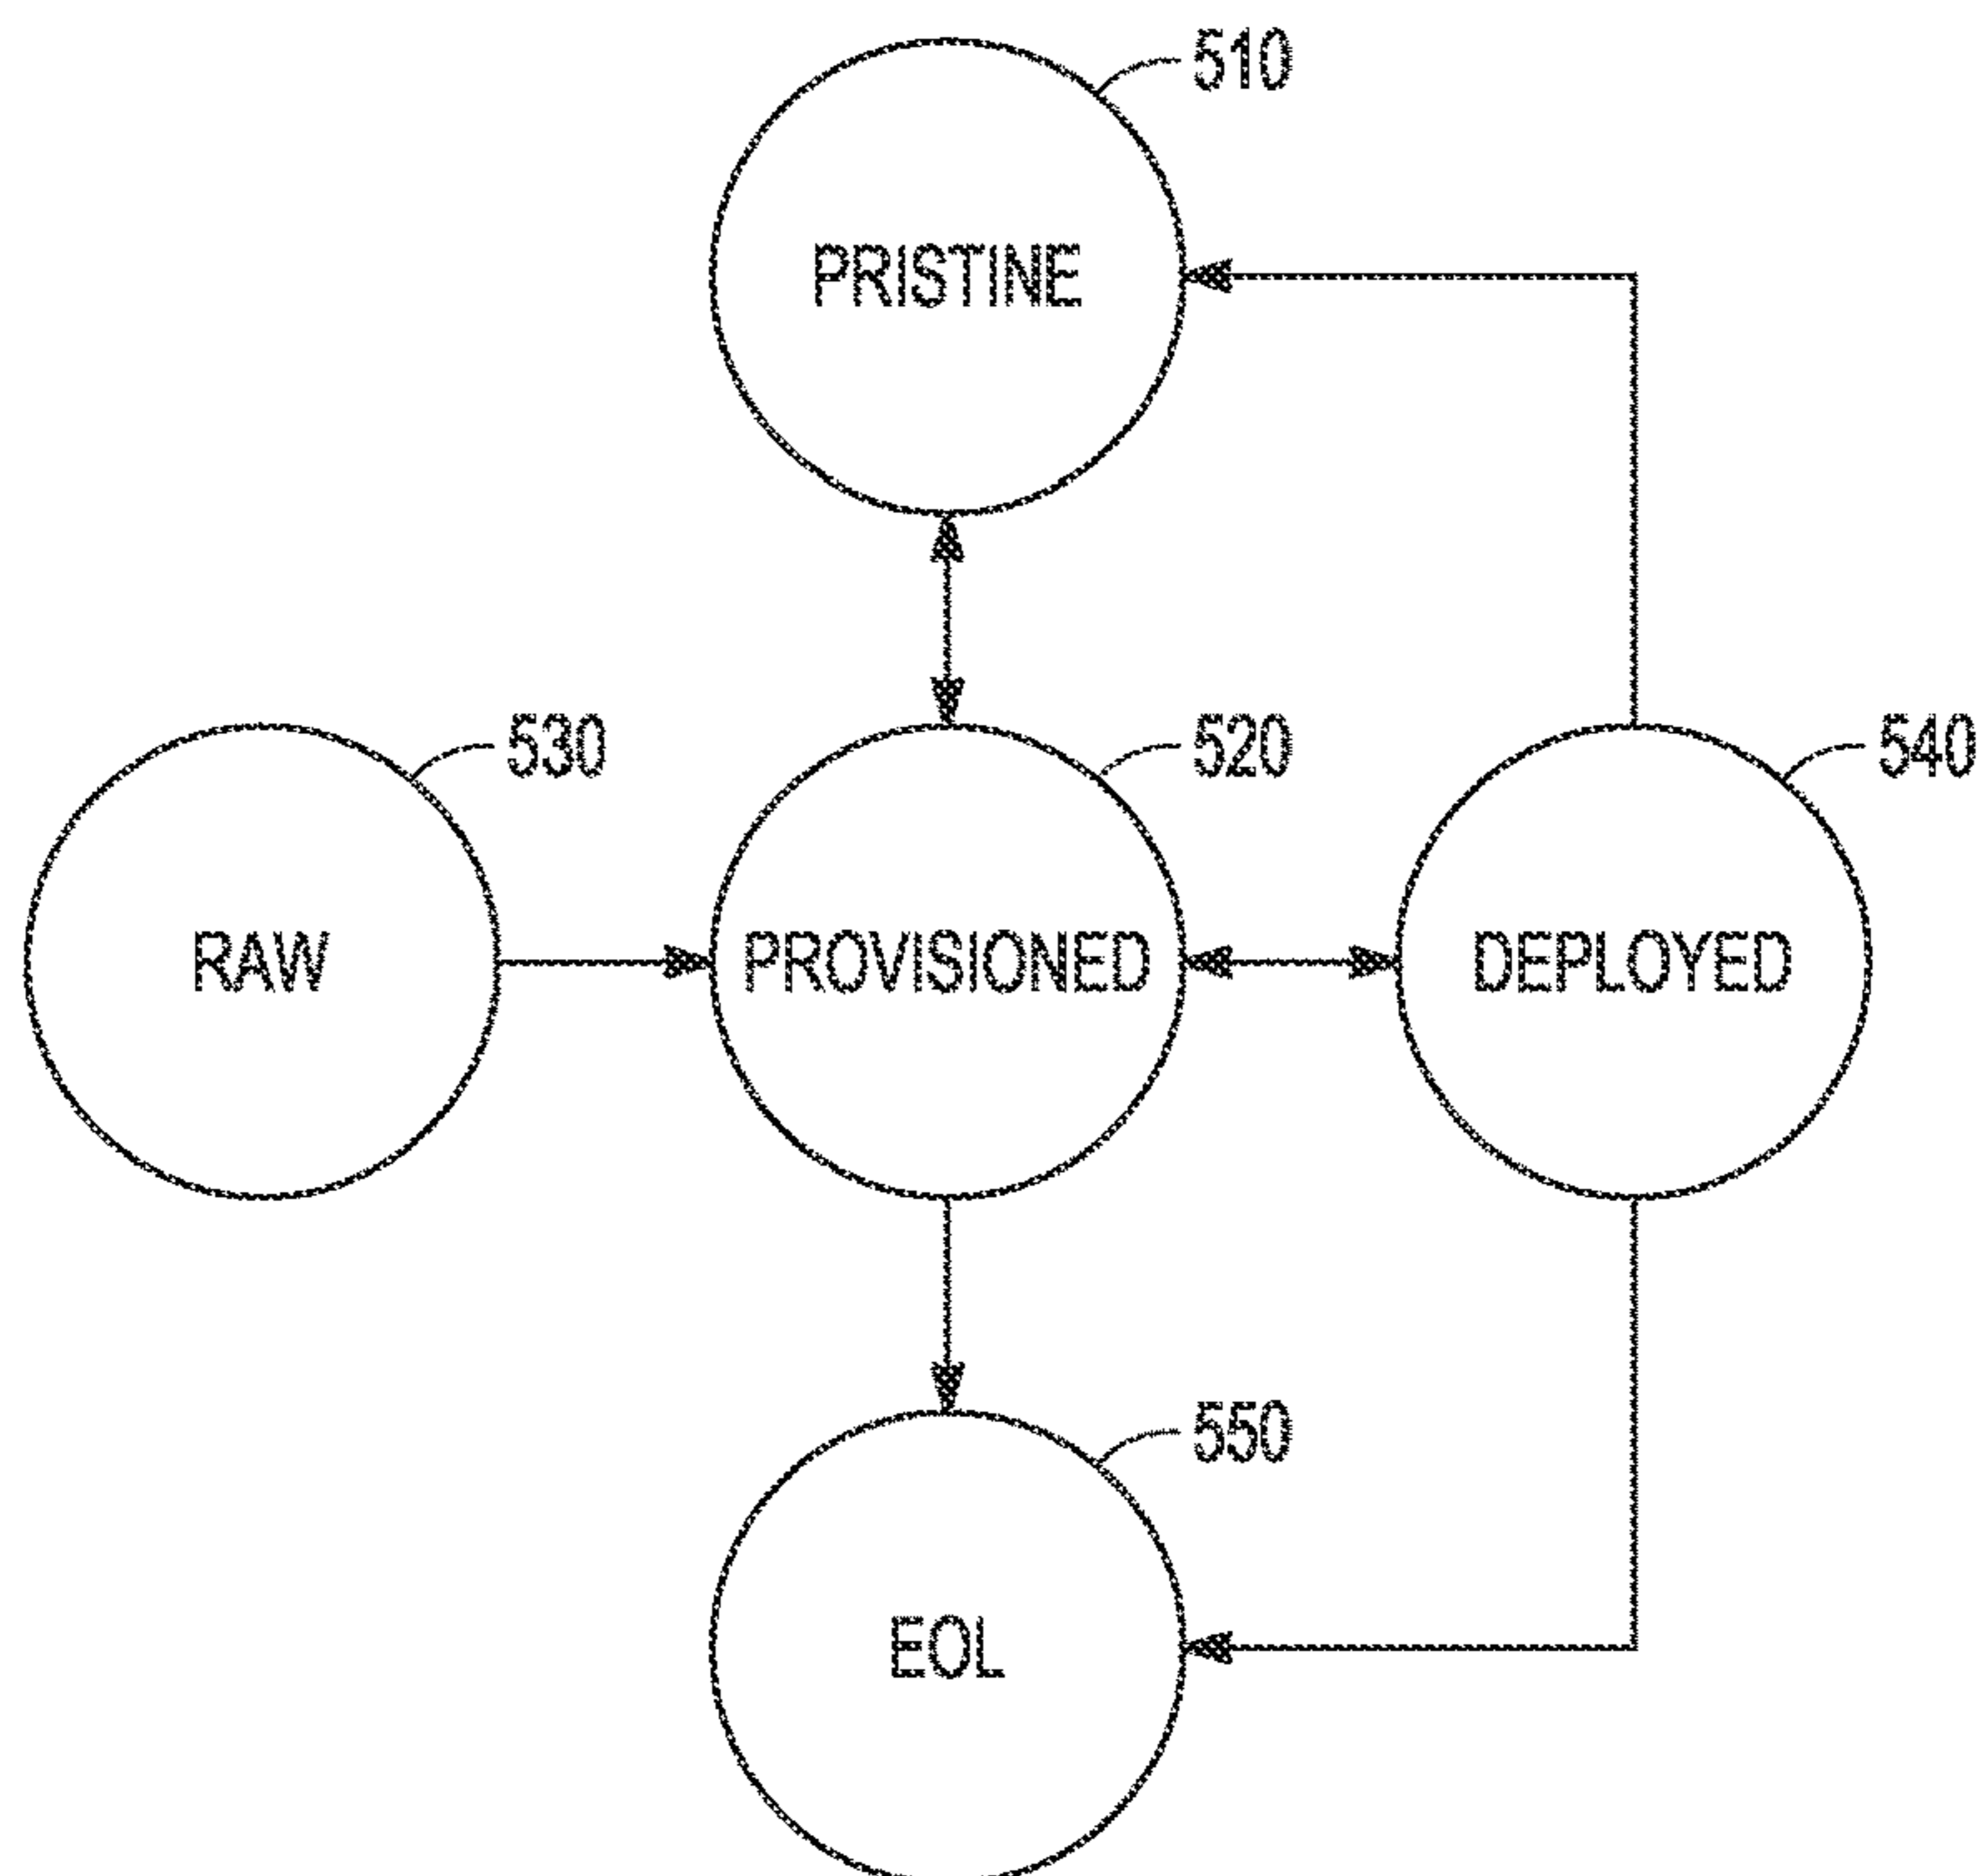 510
PRISTINE
530
520
540
RAW
PROVISIONED
DEPLOYED
550
EOL